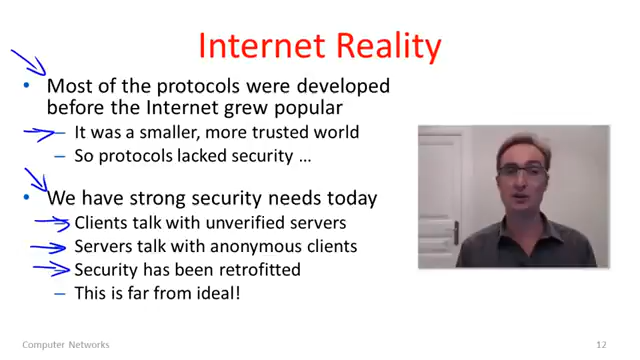 Internet Reality
• Most of the protocols were developed
before the Internet grew popular
– It was a smaller, more trusted world
– So protocols lacked security …
• We have strong security needs today
– Clients talk with unverified servers
– Servers talk with anonymous clients
– Security has been retrofitted
– This is far from ideal!
Computer Networks
12